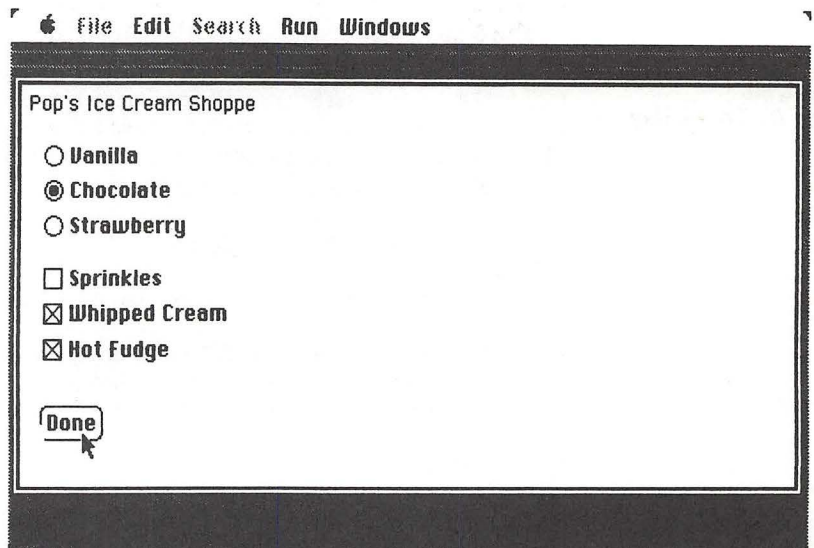 File Edit Search Run Windows
Pop's Ice Cream Shoppe
Vanilla
Chocolate
Strawberry
Sprinkles
Whipped Cream
Hot Fudge
Done